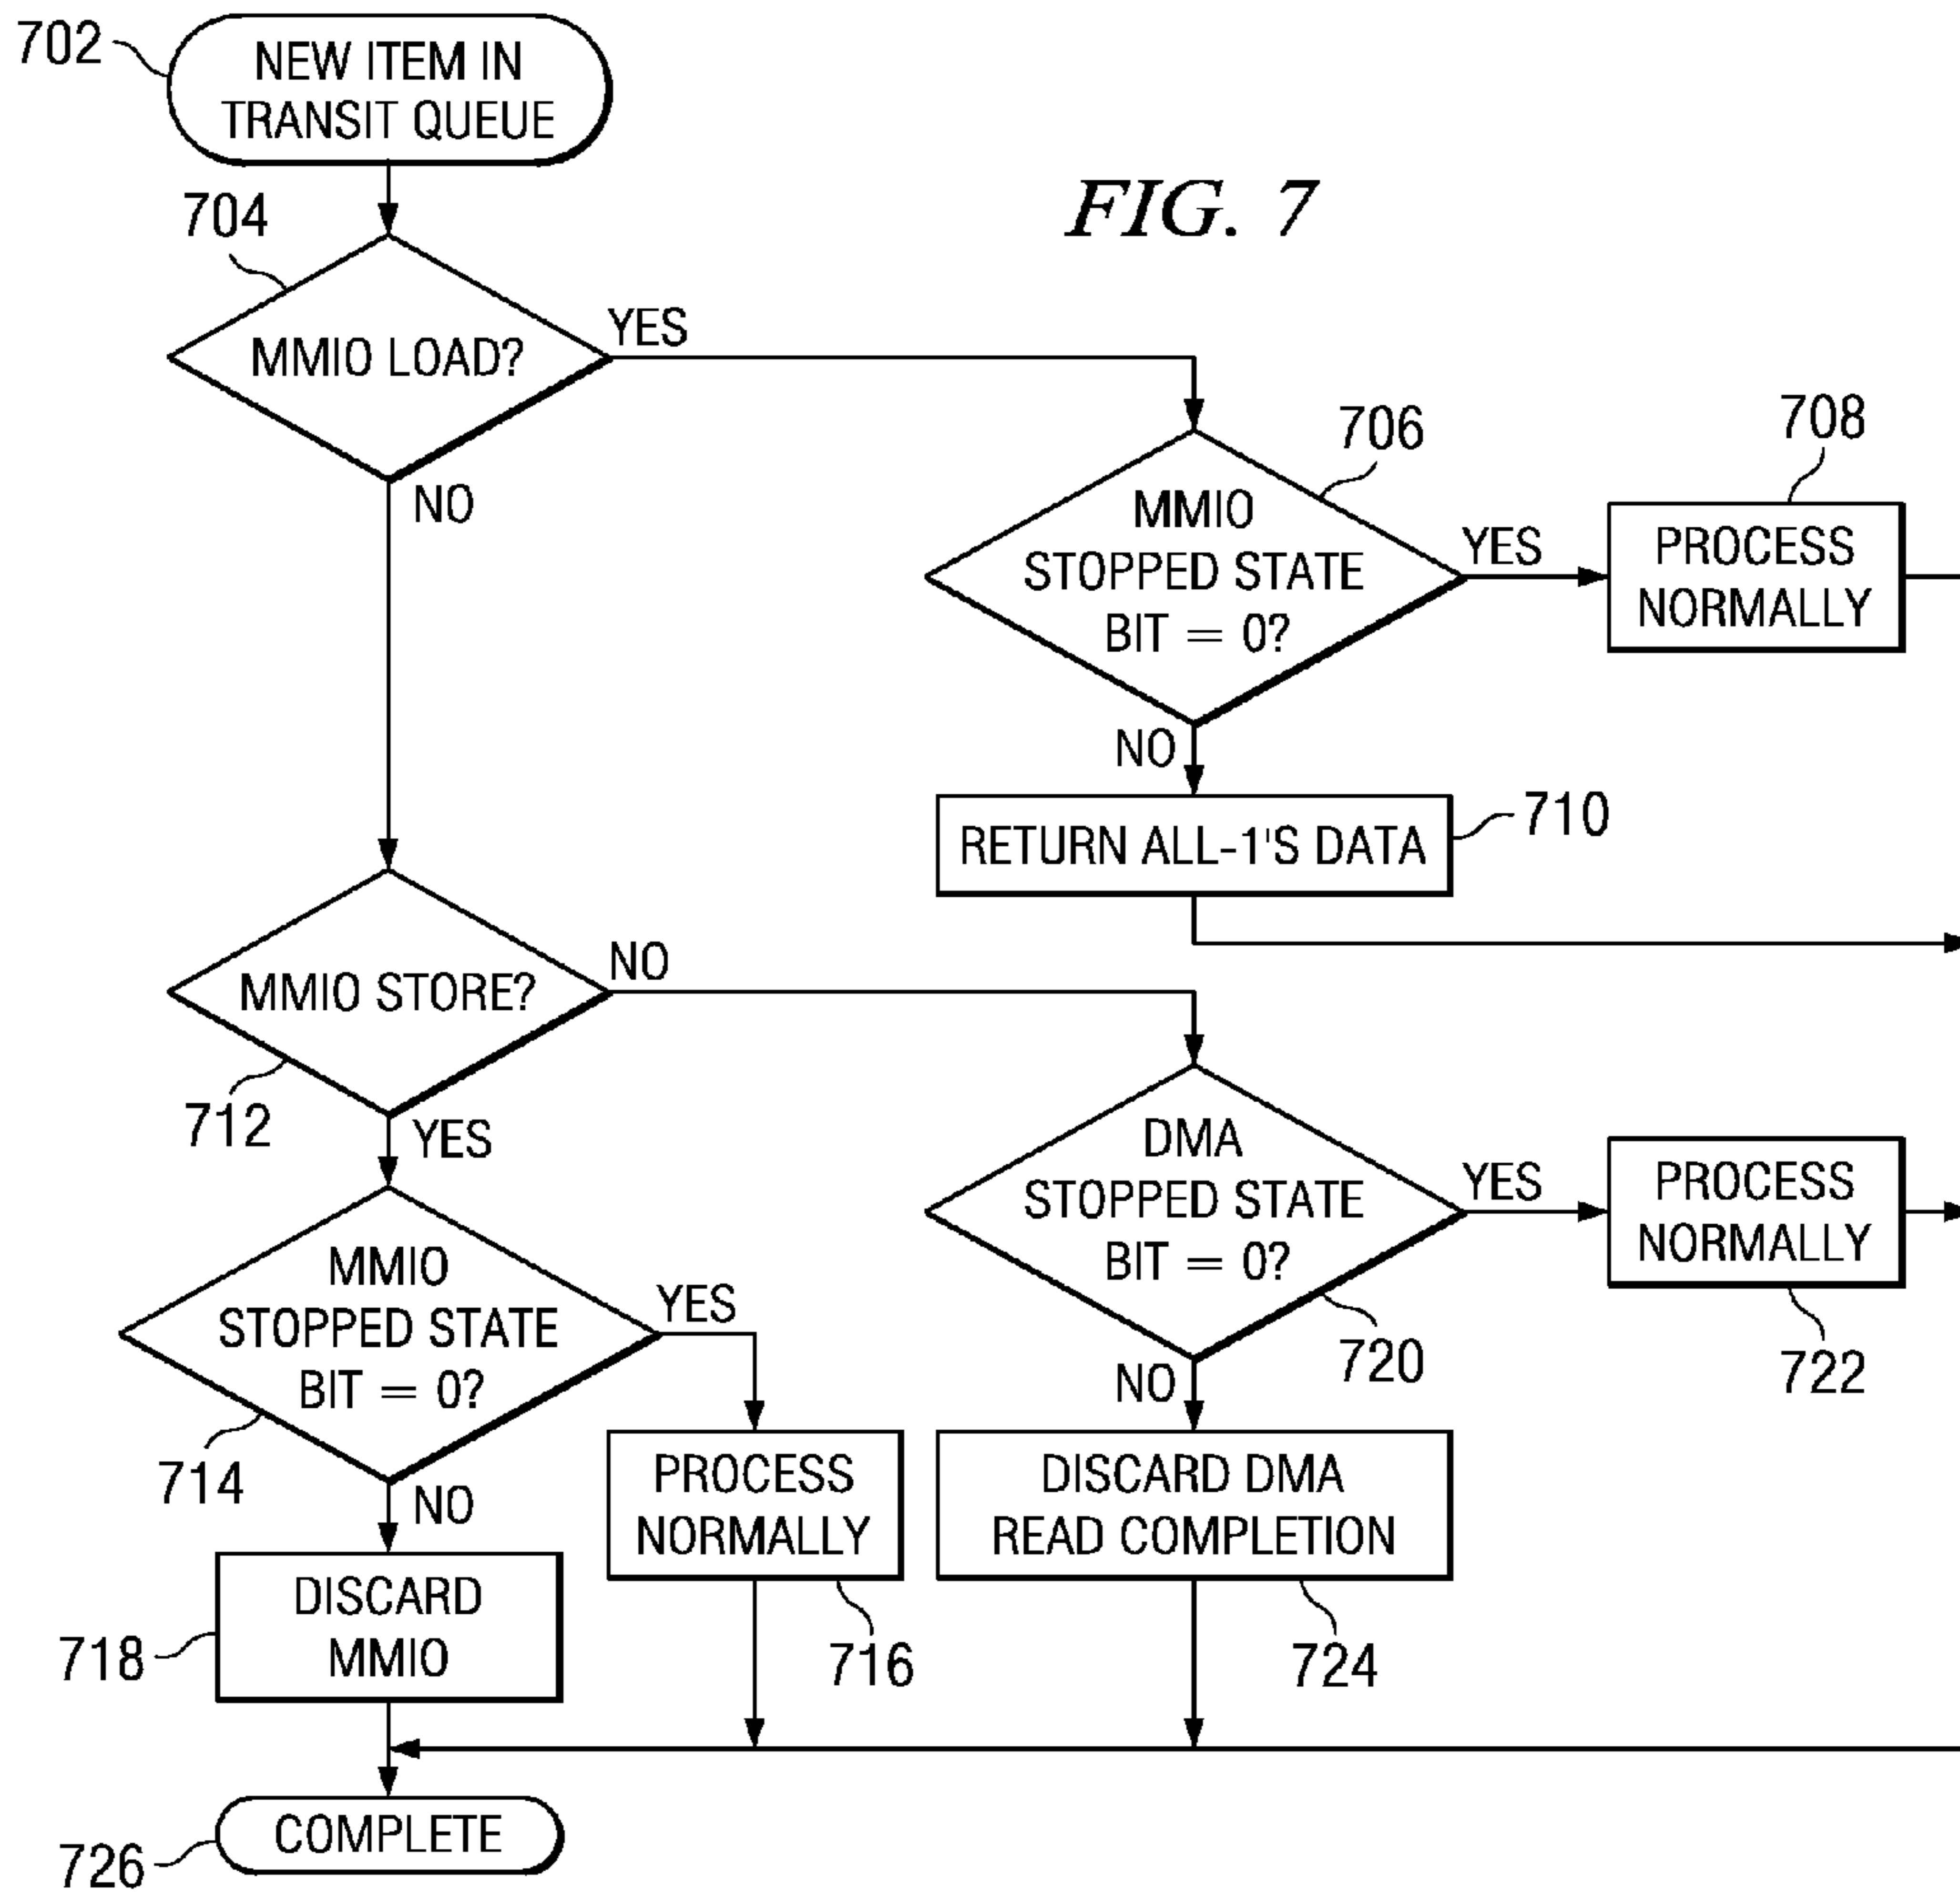 702
NEW ITEM IN
TRANSIT QUEUE
FIG. 7
704
MMIO LOAD?
YES
NO
706
MMIO
STOPPED STATE
BIT = 0?
YES
NO
708
PROCESS
NORMALLY
RETURN ALL-1'S DATA
710
MMIO STORE?
NO
712
YES
DMA
STOPPED STATE
BIT = 0?
YES
720
NO
PROCESS
NORMALLY
722
MMIO
STOPPED STATE
BIT = 0?
YES
714
NO
PROCESS
NORMALLY
716
DISCARD DMA
READ COMPLETION
724
DISCARD
MMIO
718
COMPLETE
726